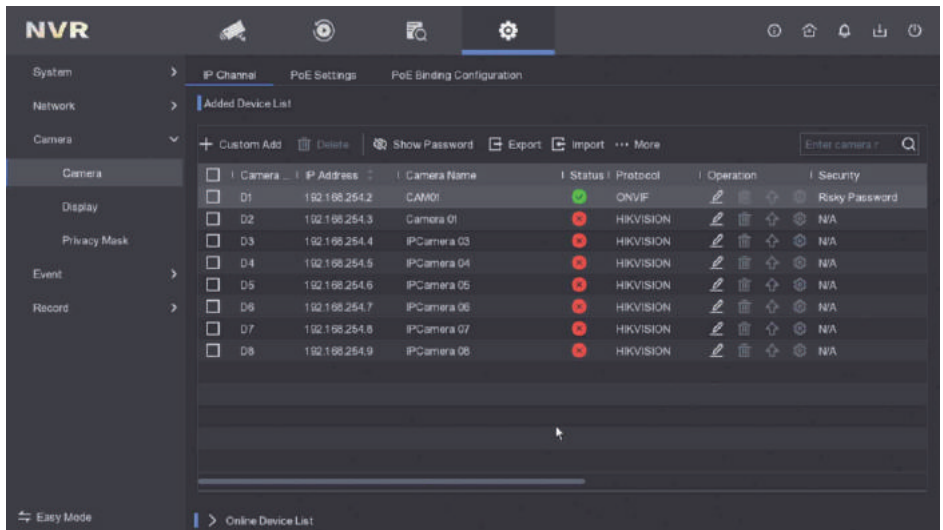 NVR
System
Network
Camera
Camera
Display
Privacy Mask
Event
Record
Easy Mode
IP Channel PoE Settings PoE Binding Configuration
Added Device List
Custom Add Delete Show Password Export Import ••• More Enter camera r
Camera ... IP Address Camera Name Status Protocol Operation Security
D1 192.168.254.2 CAM01 ONVIF Risky Password
D2 192.168.254.3 Camera 01 HIKVISION N/A
D3 192.168.254.4 IPCamera 03 HIKVISION N/A
D4 192.168.254.5 IPCamera 04 HIKVISION N/A
D5 192.168.254.6 IPCamera 05 HIKVISION N/A
D6 192.168.254.7 IPCamera 06 HIKVISION N/A
D7 192.168.254.8 IPCamera 07 HIKVISION N/A
D8 192.168.254.9 IPCamera 08 HIKVISION N/A
Online Device List